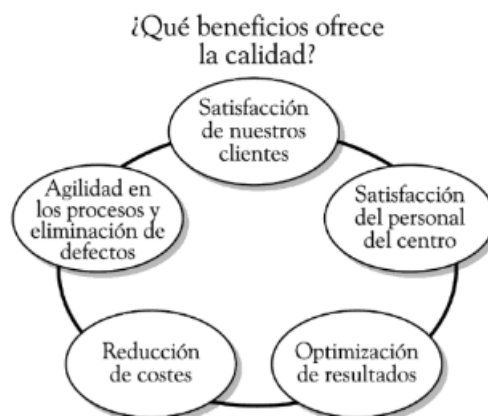 ¿Qué beneficios ofrece
la calidad?
Satisfacción
de nuestros
clientes
Satisfacción
del personal
del centro
Optimización
de resultados
Reducción
de costes
Agilidad en
los procesos y
eliminación de
defectos